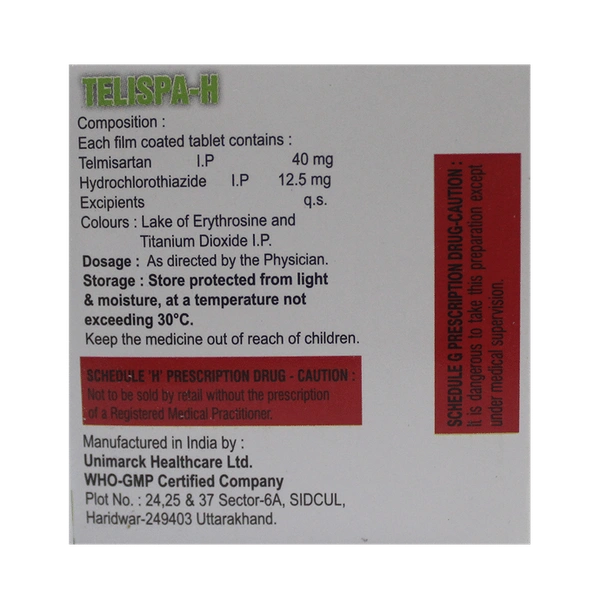 TELISPA-H
Composition :
Each film coated tablet contains :
Telmisartan I.P 40 mg
Hydrochlorothiazide I.P 12.5 mg
Excipients q.s.
Colours : Lake of Erythrosine and
Titanium Dioxide I.P.
Dosage : As directed by the Physician.
Storage : Store protected from light
& moisture, at a temperature not
exceeding 30°C.
Keep the medicine out of reach of children.
SCHEDULE 'H' PRESCRIPTION DRUG - CAUTION :
Not to be sold by retail without the prescription
of a Registered Medical Practitioner.
Manufactured in India by :
Unimarck Healthcare Ltd.
WHO-GMP Certified Company
Plot No. : 24,25 & 37 Sector-6A, SIDCUL,
Haridwar-249403 Uttarakhand.
SCHEDULE G PRESCRIPTION DRUG-CAUTION :
It is dangerous to take this preparation except
under medical supervision.